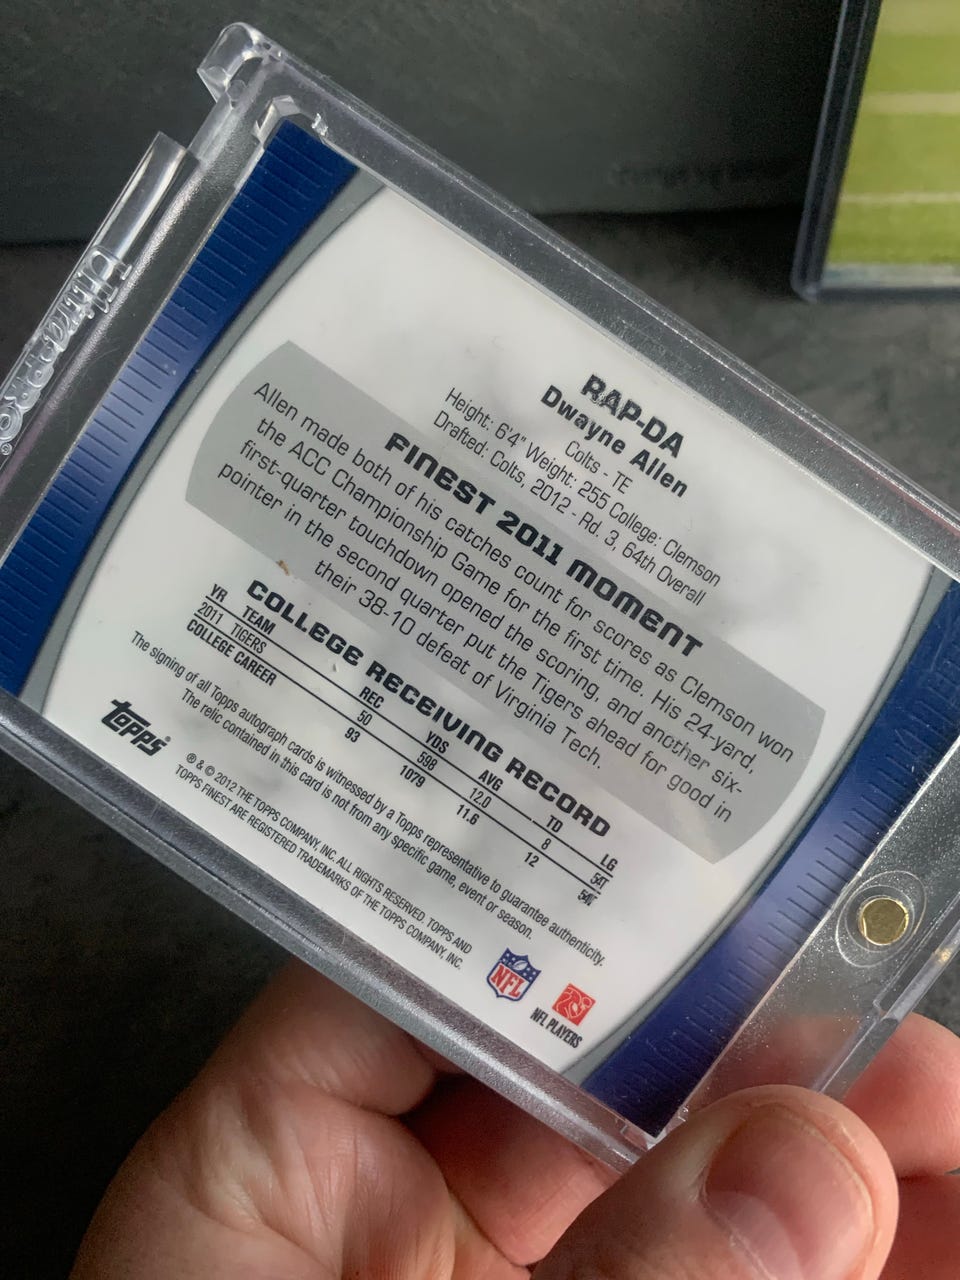 UltraPRO®
RAP-DA
Dwayne Allen
Colts - TE
Height: 6'4" Weight: 255 College: Clemson
Drafted: Colts, 2012 - Rd. 3, 64th Overall
FINEST 2011 MOMENT
Allen made both of his catches count for scores as Clemson won
the ACC Championship Game for the first time. His 24-yard,
first-quarter touchdown opened the scoring, and another six-
pointer in the second quarter put the Tigers ahead for good in
their 38-10 defeat of Virginia Tech.
COLLEGE RECEIVING RECORD
YR TEAM REC YDS AVG TD LG
2011 TIGERS 50 598 12.0 8 54T
COLLEGE CAREER 93 1079 11.6 12 54T
The signing of all Topps autograph cards is witnessed by a Topps representative to guarantee authenticity.
The relic contained in this card is not from any specific game, event or season.
topps®
® & © 2012 THE TOPPS COMPANY, INC. ALL RIGHTS RESERVED. TOPPS AND
TOPPS FINEST ARE REGISTERED TRADEMARKS OF THE TOPPS COMPANY, INC.
NFL
NFL PLAYERS